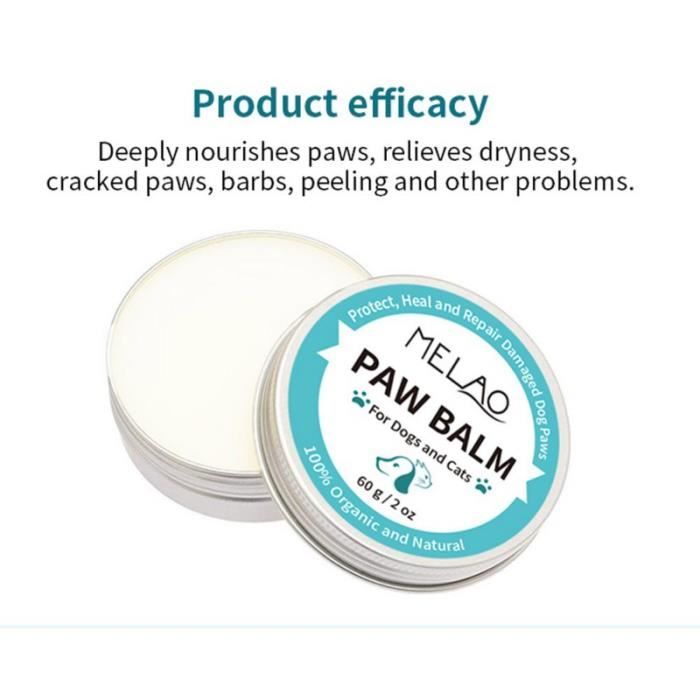 Product efficacy
Deeply nourishes paws, relieves dryness,
cracked paws, barbs, peeling and other problems.
Protect, Heal and Repair Damaged Dog Paws
MELAO
PAW BALM
For Dogs and Cats
60 g / 2 oz
100% Organic and Natural